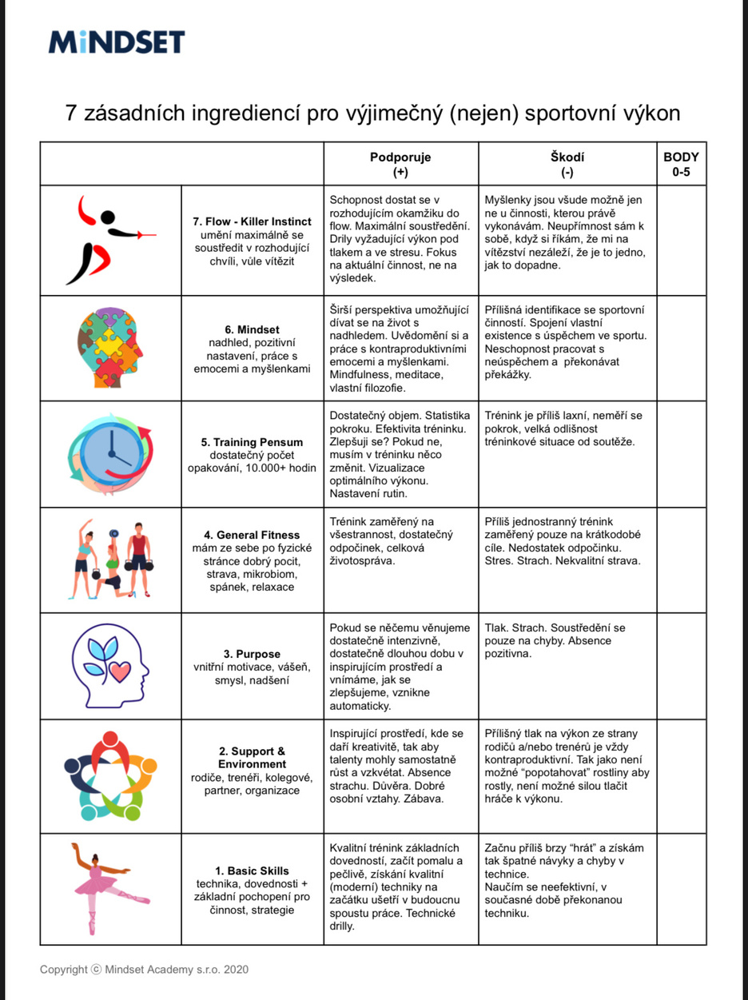 MiNDSET
7 zásadních ingrediencí pro výjimečný (nejen) sportovní výkon
Podporuje
(+)
Škodí
(-)
BODY
0-5
7. Flow - Killer Instinct
umění maximálně se
soustředit v rozhodující
chvíli, vůle vítězit
Schopnost dostat se v
rozhodujícím okamžiku do
flow. Maximální soustředění.
Drily vyžadující výkon pod
tlakem a ve stresu. Fokus
na aktuální činnost, ne na
výsledek.
Myšlenky jsou všude možně jen
ne u činnosti, kterou právě
vykonávám. Neupřímnost sám k
sobě, když si říkám, že mi na
vítězství nezáleží, že je to jedno,
jak to dopadne.
6. Mindset
nadhled, pozitivní
nastavení, práce s
emocemi a myšlenkami
Širší perspektiva umožňující
dívat se na život s
nadhledem. Uvědomění si a
práce s kontraproduktivními
emocemi a myšlenkami.
Mindfulness, meditace,
vlastní filozofie.
Přílišná identifikace se sportovní
činností. Spojení vlastní
existence s úspěchem ve sportu.
Neschopnost pracovat s
neúspěchem a  překonávat
překážky.
5. Training Pensum
dostatečný počet
opakování, 10.000+ hodin
Dostatečný objem. Statistika
pokroku. Efektivita tréninku.
Zlepšuji se? Pokud ne,
musím v tréninku něco
změnit. Vizualizace
optimálního výkonu.
Nastavení rutin.
Trénink je příliš laxní, neměří se
pokrok, velká odlišnost
tréninkové situace od soutěže.
4. General Fitness
mám ze sebe po fyzické
stránce dobrý pocit,
strava, mikrobiom,
spánek, relaxace
Trénink zaměřený na
všestrannost, dostatečný
odpočinek, celková
životospráva.
Příliš jednostranný trénink
zaměřený pouze na krátkodobé
cíle. Nedostatek odpočinku.
Stres. Strach. Nekvalitní strava.
3. Purpose
vnitřní motivace, vášeň,
smysl, nadšení
Pokud se něčemu věnujeme
dostatečně intenzivně,
dostatečně dlouhou dobu v
inspirujícím prostředí a
vnímáme, jak se
zlepšujeme, vznikne
automaticky.
Tlak. Strach. Soustředění se
pouze na chyby. Absence
pozitivna.
2. Support &
Environment
rodiče, trenéři, kolegové,
partner, organizace
Inspirující prostředí, kde se
daří kreativitě, tak aby
talenty mohly samostatně
růst a vzkvétat. Absence
strachu. Důvěra. Dobré
osobní vztahy. Zábava.
Přílišný tlak na výkon ze strany
rodičů a/nebo trenérů je vždy
kontraproduktivní. Tak jako není
možné “popotahovat” rostliny aby
rostly, není možné silou tlačit
hráče k výkonu.
1. Basic Skills
technika, dovednosti +
základní pochopení pro
činnost, strategie
Kvalitní trénink základních
dovedností, začít pomalu a
pečlivě, získání kvalitní
(moderní) techniky na
začátku ušetří v budoucnu
spoustu práce. Technické
drilly.
Začnu příliš brzy “hrát” a získám
tak špatné návyky a chyby v
technice.
Naučím se neefektivní, v
současné době překonanou
techniku.
Copyright ⓒ Mindset Academy s.r.o. 2020